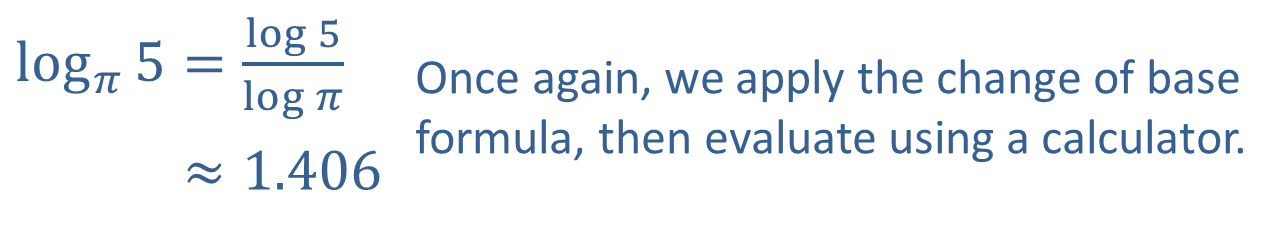 log_π 5 = log 5 / log π
≈ 1.406
Once again, we apply the change of base
formula, then evaluate using a calculator.